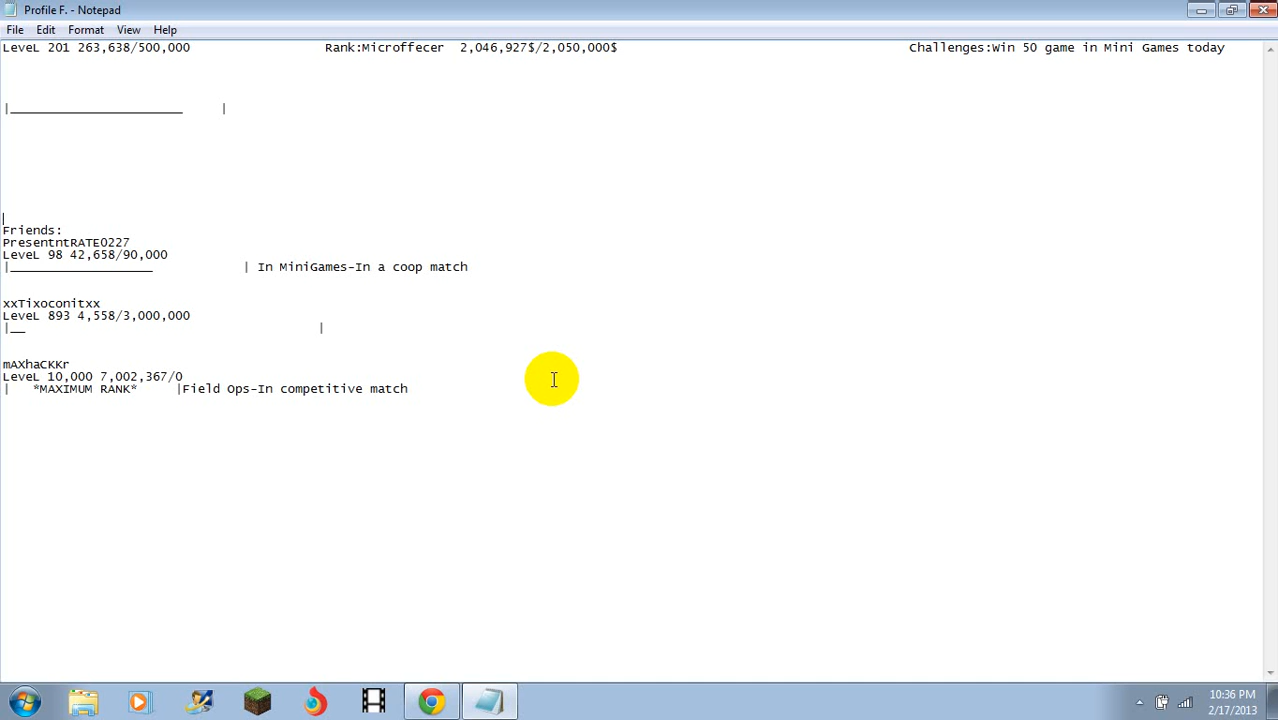 Profile F. - Notepad
File Edit Format View Help
LeveL 201 263,638/500,000 Rank:Microffecer 2,046,927$/2,050,000$ Challenges:Win 50 game in Mini Games today
|_______________________ |
Friends:
PresentntRATE0227
LeveL 98 42,658/90,000
|___________________ | In MiniGames-In a coop match
xxTixoconitxx
LeveL 893 4,558/3,000,000
|__ |
mAXhaCKKr
LeveL 10,000 7,002,367/0
| *MAXIMUM RANK* |Field Ops-In competitive match
10:36 PM
2/17/2013